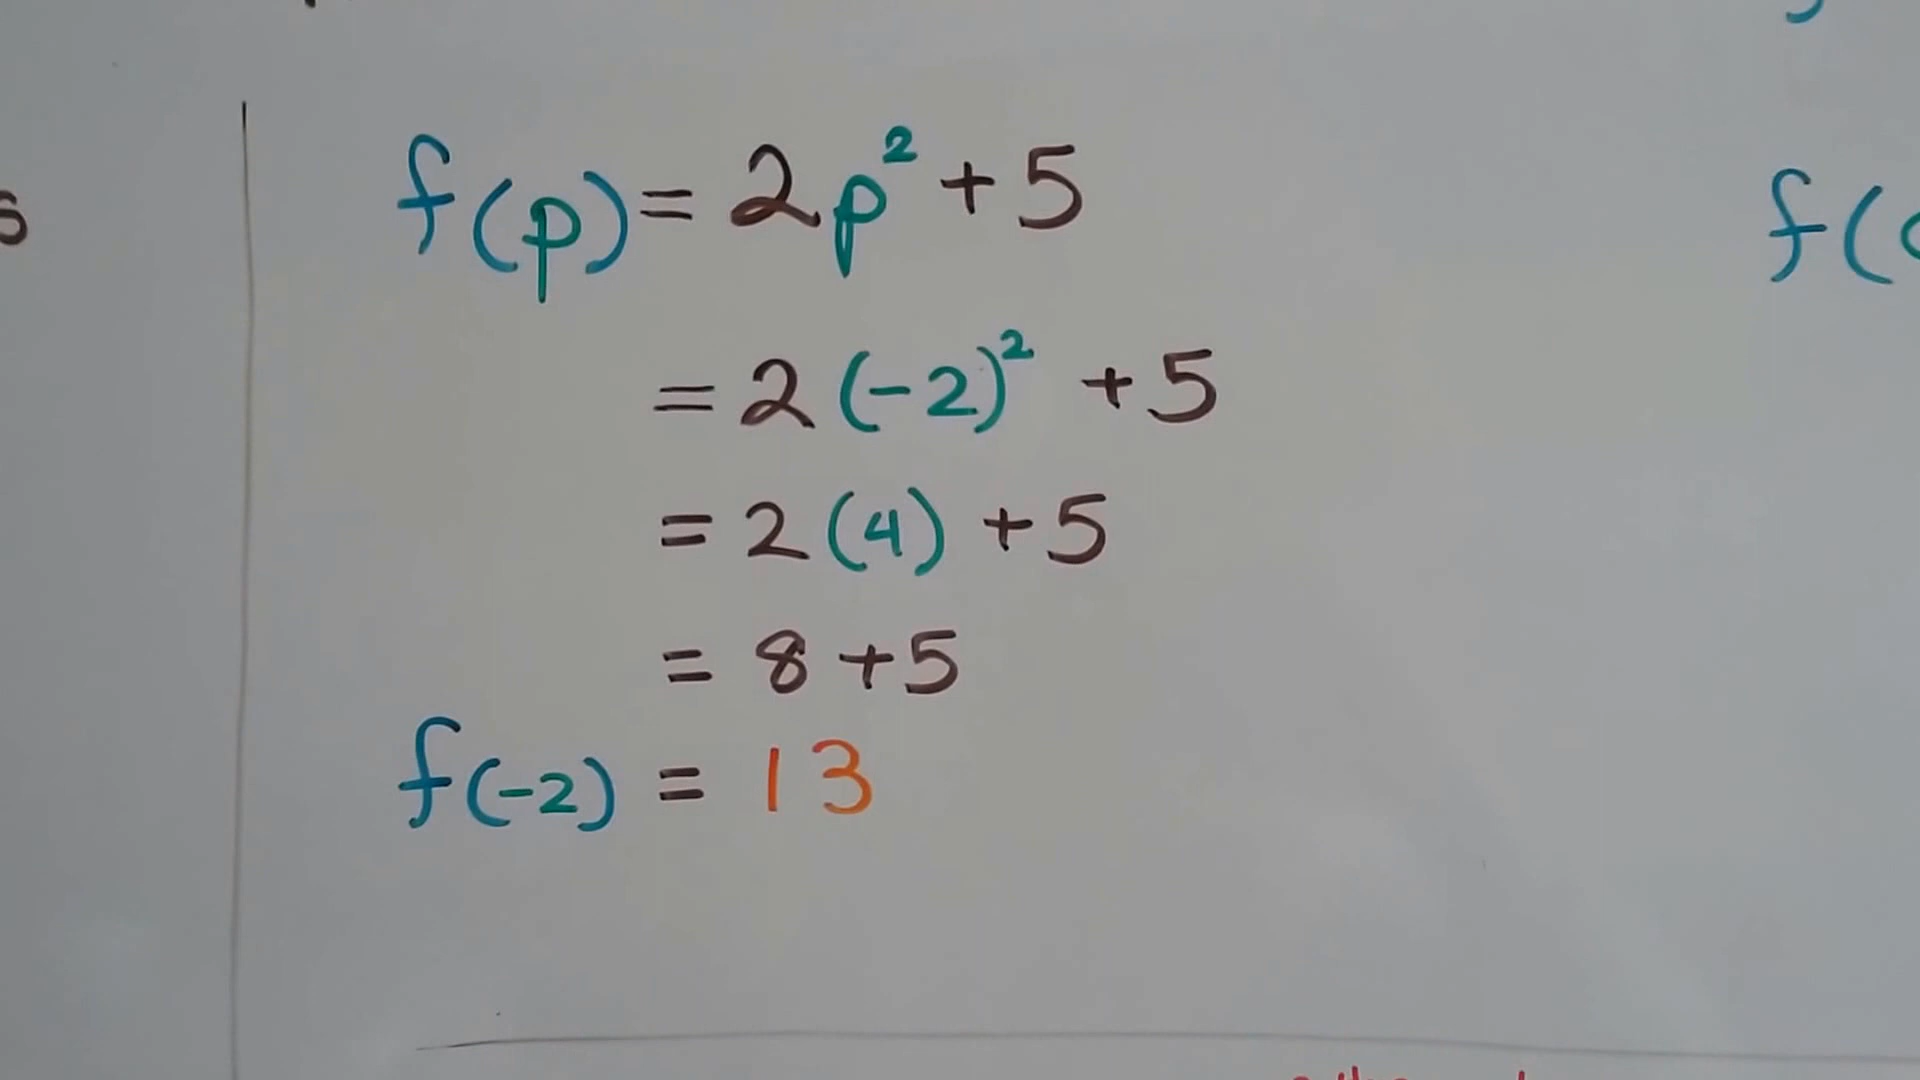 f(p) = 2p² + 5
= 2(-2)² + 5
= 2(4) + 5
= 8 + 5
f(-2) = 13
f(